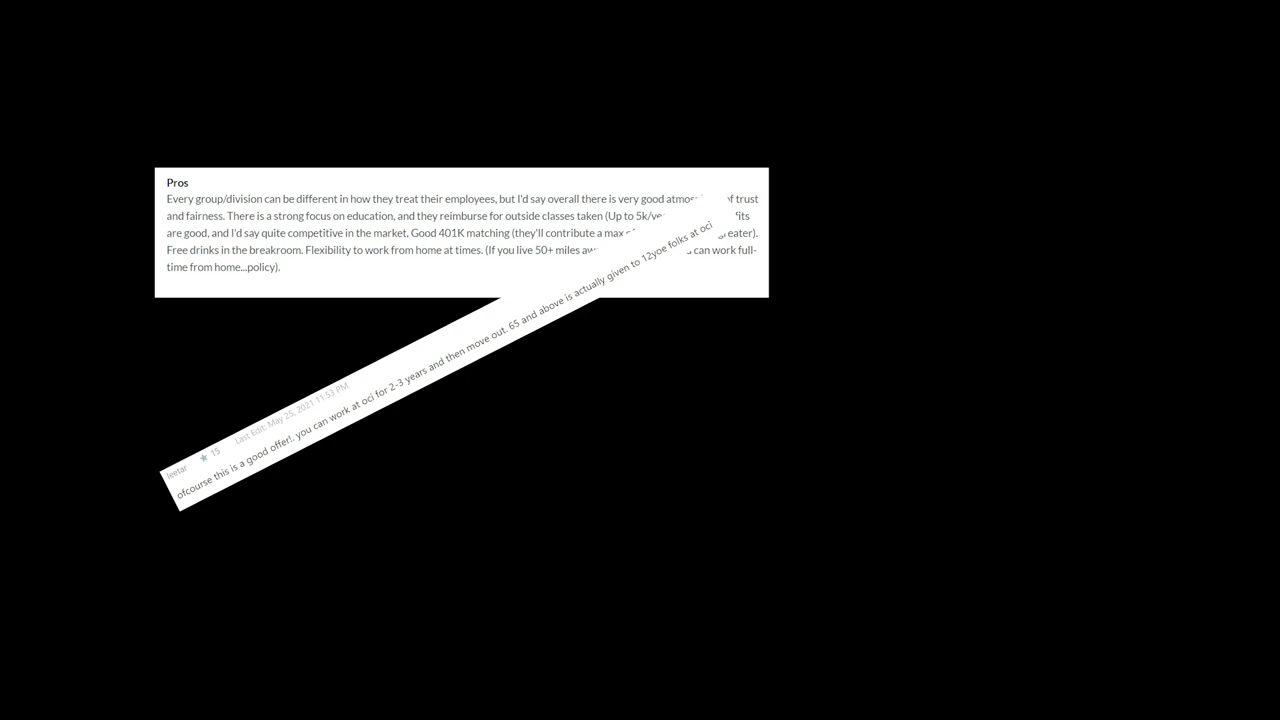 Pros
Every group/division can be different in how they treat their employees, but I'd say overall there is very good of trust
and fairness. There is a strong focus on education, and they reimburse for outside classes taken (Up to
are good, and I'd say quite competitive in the market, Good 401K matching (they'll contribute a max
Free drinks in the breakroom. Flexibility to work from home at times. (If you live 50+ miles can work full-
time from home...policy).
leetar 15 Last Edit: May 25, 2021 11:53 PM
ofcourse this is a good offer!. you can work at oci for 2-3 years and then move out. 65 and above is actually given to 12yoe folks at oci